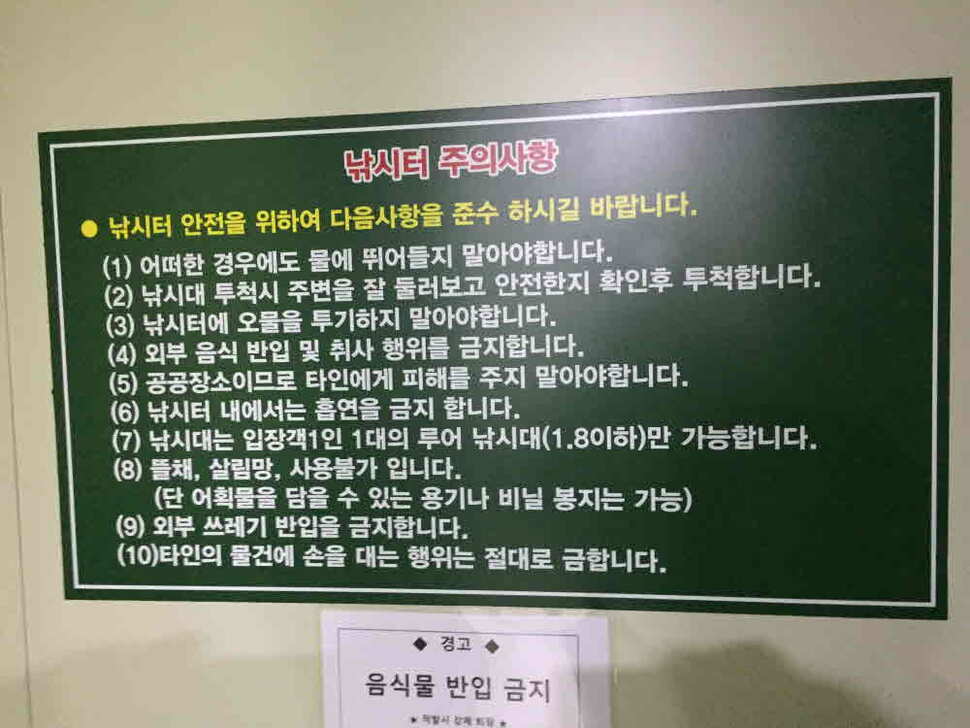 낚시터 주의사항
● 낚시터 안전을 위하여 다음사항을 준수 하시길 바랍니다.
(1) 어떠한 경우에도 물에 뛰어들지 말아야합니다.
(2) 낚시대 투척시 주변을 잘 둘러보고 안전한지 확인후 투척합니다.
(3) 낚시터에 오물을 투기하지 말아야합니다.
(4) 외부 음식 반입 및 취사 행위를 금지합니다.
(5) 공공장소이므로 타인에게 피해를 주지 말아야합니다.
(6) 낚시터 내에서는 흡연을 금지 합니다.
(7) 낚시대는 입장객1인 1대의 루어 낚시대(1.8이하)만 가능합니다.
(8) 뜰채, 살림망, 사용불가 입니다.
(단 어획물을 담을 수 있는 용기나 비닐 봉지는 가능)
(9) 외부 쓰레기 반입을 금지합니다.
(10)타인의 물건에 손을 대는 행위는 절대로 금합니다.
◆ 경고 ◆
음식물 반입 금지
★ 적발시 강제 퇴장 ★